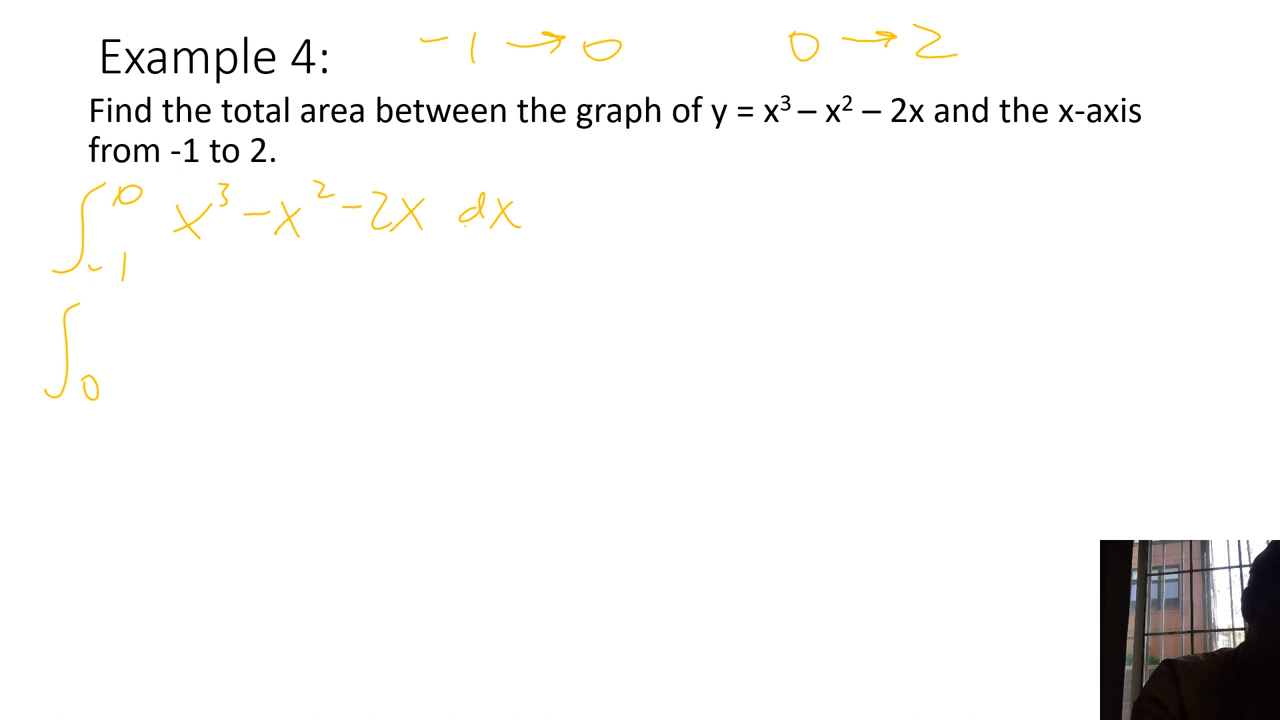 Example 4:
-1 → 0
0 → 2
Find the total area between the graph of y = x³ – x² – 2x and the x-axis
from -1 to 2.
∫₋₁⁰ x³ - x² - 2x dx
∫₀